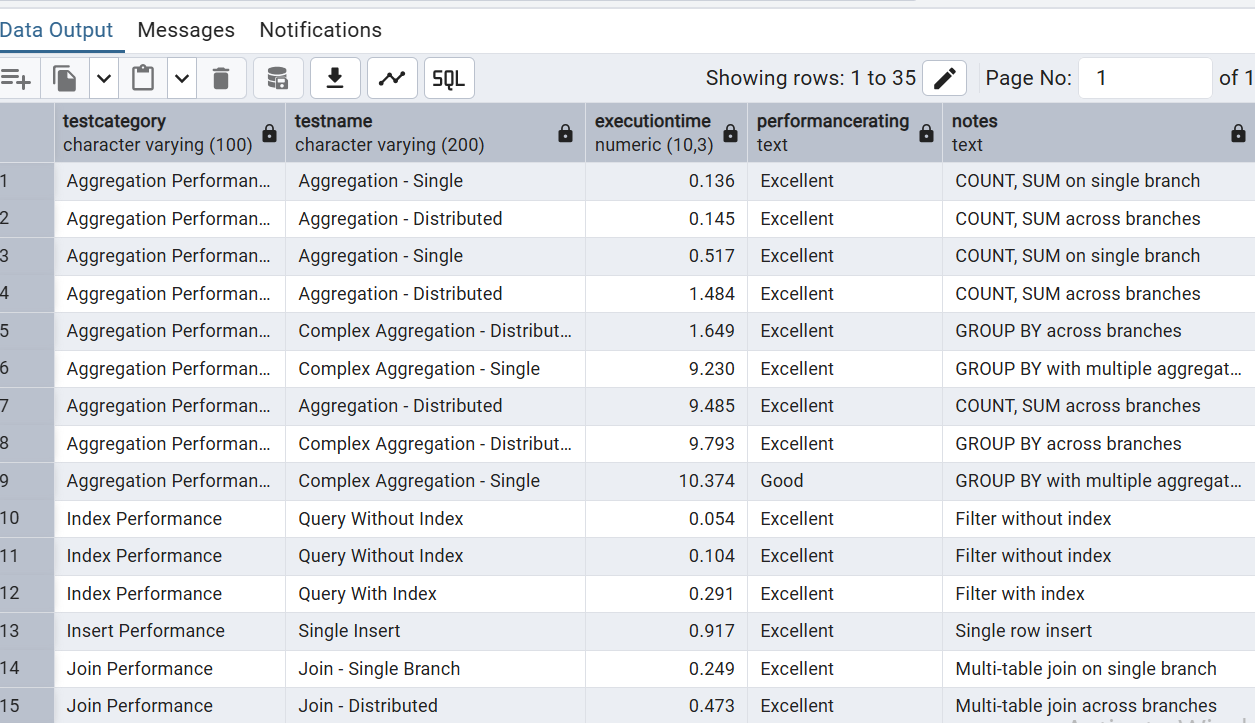 Data Output Messages Notifications
SQL Showing rows: 1 to 35 Page No: 1 of 1
testcategory testname executiontime performancerating notes
character varying (100) character varying (200) numeric (10,3) text text
1 Aggregation Performan... Aggregation - Single 0.136 Excellent COUNT, SUM on single branch
2 Aggregation Performan... Aggregation - Distributed 0.145 Excellent COUNT, SUM across branches
3 Aggregation Performan... Aggregation - Single 0.517 Excellent COUNT, SUM on single branch
4 Aggregation Performan... Aggregation - Distributed 1.484 Excellent COUNT, SUM across branches
5 Aggregation Performan... Complex Aggregation - Distribut... 1.649 Excellent GROUP BY across branches
6 Aggregation Performan... Complex Aggregation - Single 9.230 Excellent GROUP BY with multiple aggregat...
7 Aggregation Performan... Aggregation - Distributed 9.485 Excellent COUNT, SUM across branches
8 Aggregation Performan... Complex Aggregation - Distribut... 9.793 Excellent GROUP BY across branches
9 Aggregation Performan... Complex Aggregation - Single 10.374 Good GROUP BY with multiple aggregat...
10 Index Performance Query Without Index 0.054 Excellent Filter without index
11 Index Performance Query Without Index 0.104 Excellent Filter without index
12 Index Performance Query With Index 0.291 Excellent Filter with index
13 Insert Performance Single Insert 0.917 Excellent Single row insert
14 Join Performance Join - Single Branch 0.249 Excellent Multi-table join on single branch
15 Join Performance Join - Distributed 0.473 Excellent Multi-table join across branches